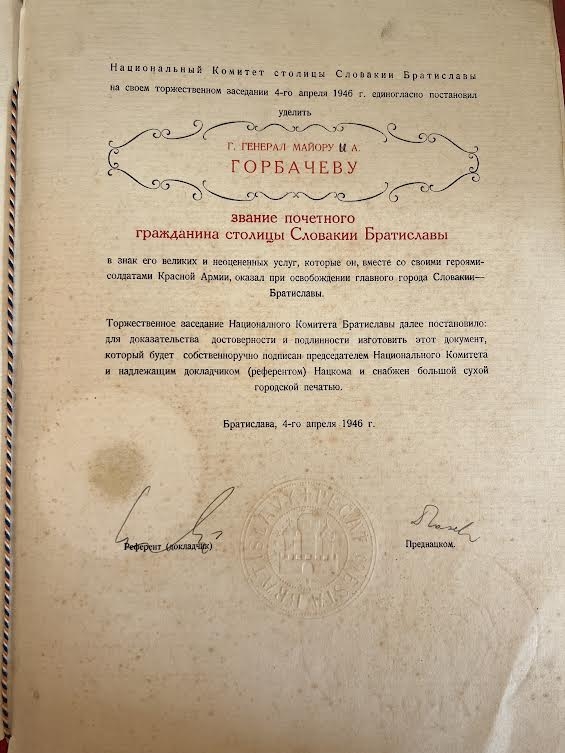 Национальный Комитет столицы Словакии Братиславы
на своем торжественном заседании 4-го апреля 1946 г. единогласно постановил
уделить
Г. ГЕНЕРАЛ МАЙОРУ И А.
ГОРБАЧЕВУ
звание почетного
гражданина столицы Словакии Братиславы
в знак его великих и неоцененых услуг, которые он, вместе со своими героями-
солдатами Красной Армии, оказал при освобождении главного города Словакии—
Братиславы.
Торжественное заседание Националного Комитета Братиславы далее постановило:
для доказательства достоверности и подлинности изготовить этот документ,
который будет собственноручно подписан председателем Национального Комитета
и надлежащим докладчиком (референтом) Нацкома и снабжен большой сухой
городской печатью.
Братислава, 4-го апреля 1946 г.
Референт (докладчик)
Преднацком.